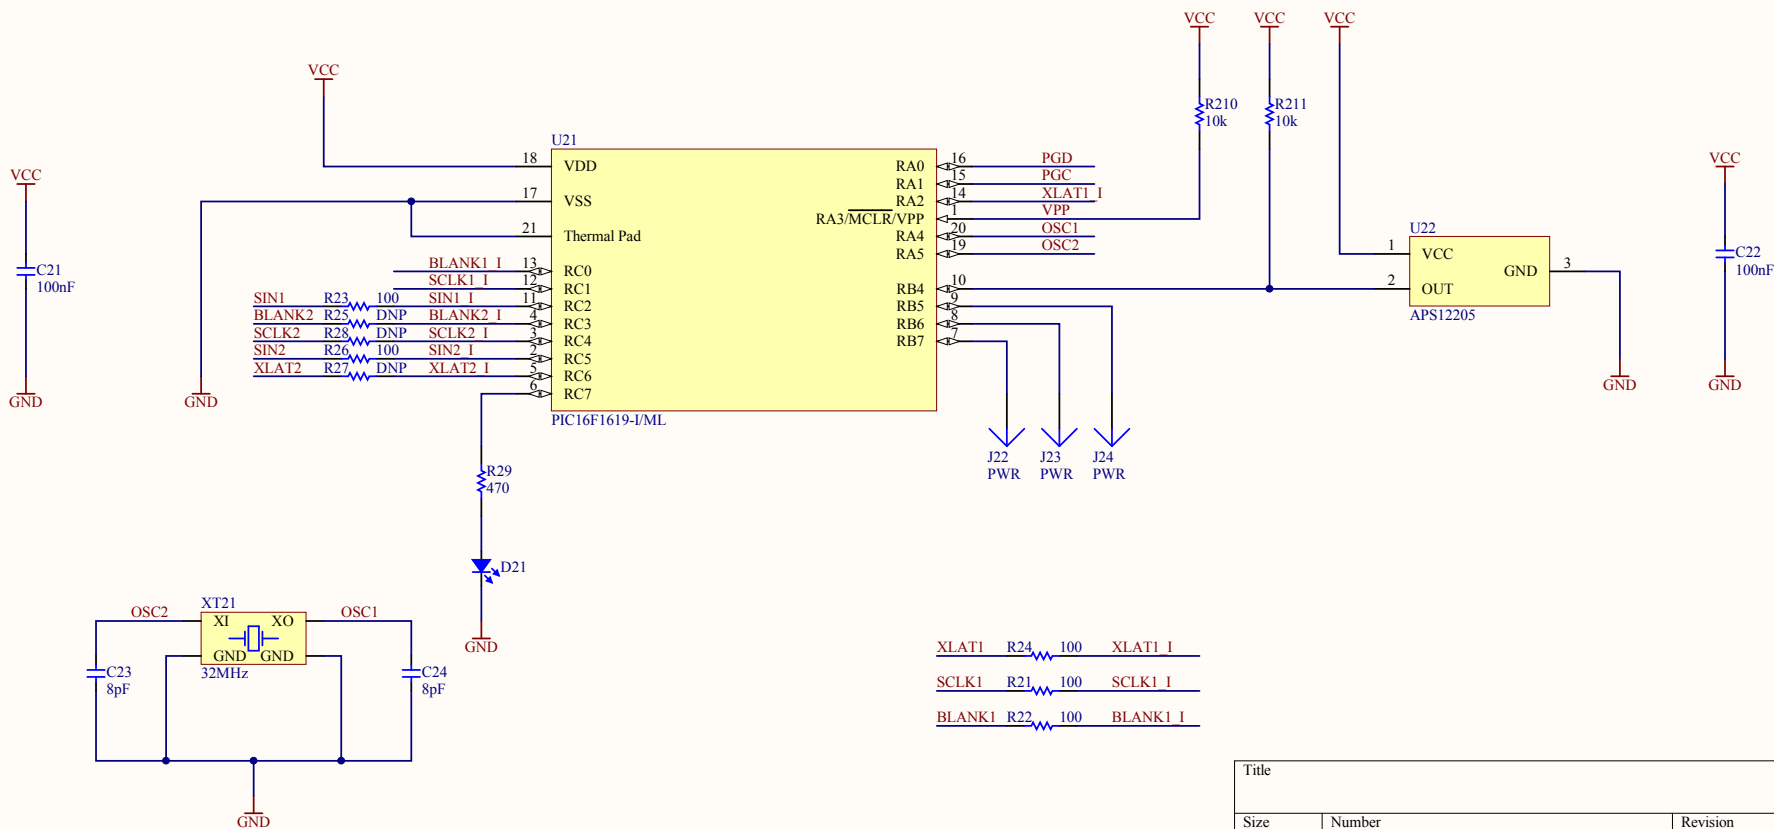 VCC
VCC
VCC
VCC
R210
10k
R211
10k
U21
18
VDD
17
VSS
21
Thermal Pad
BLANK1_I
13
RC0
SCLK1_I
12
RC1
SIN1
R23
100
SIN1_I
11
RC2
BLANK2
R25
DNP
BLANK2_I
4
RC3
SCLK2
R28
DNP
SCLK2_I
3
RC4
SIN2
R26
100
SIN2_I
2
RC5
XLAT2
R27
DNP
XLAT2_I
5
RC6
6
RC7
PIC16F1619-I/ML
RA0
16
PGD
RA1
15
PGC
RA2
14
XLAT1_I
RA3/MCLR/VPP
1
VPP
RA4
20
OSC1
RA5
19
OSC2
RB4
10
RB5
9
RB6
8
RB7
7
VCC
C21
100nF
GND
GND
U22
1
VCC
GND
3
2
OUT
APS12205
GND
VCC
C22
100nF
GND
J22
PWR
J23
PWR
J24
PWR
R29
470
D21
GND
XT21
OSC2
XI
XO
OSC1
GND
GND
32MHz
C23
8pF
C24
8pF
GND
XLAT1
R24
100
XLAT1_I
SCLK1
R21
100
SCLK1_I
BLANK1
R22
100
BLANK1_I
Title
Size
Number
Revision